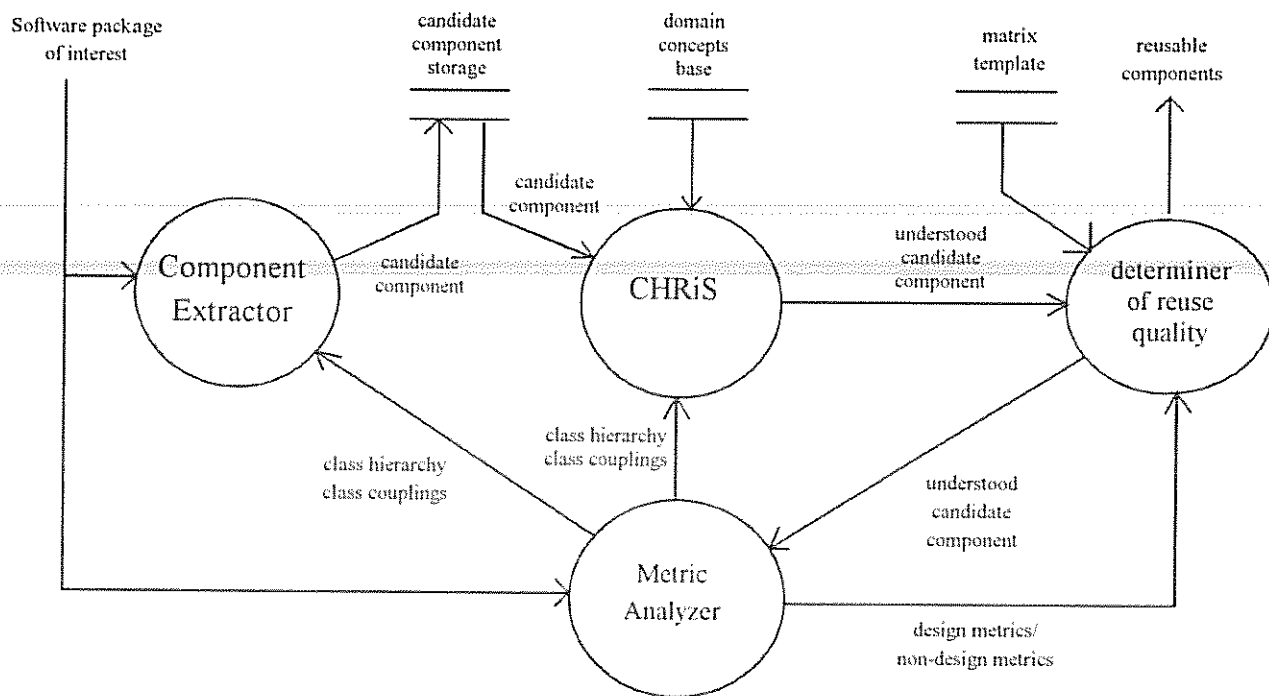 Software package
of interest
candidate
component
storage
domain
concepts
base
matrix
template
reusable
components
candidate
component
Component
Extractor
candidate
component
CHRiS
understood
candidate
component
determiner
of reuse
quality
class hierarchy
class couplings
class hierarchy
class couplings
understood
candidate
component
Metric
Analyzer
design metrics/
non-design metrics